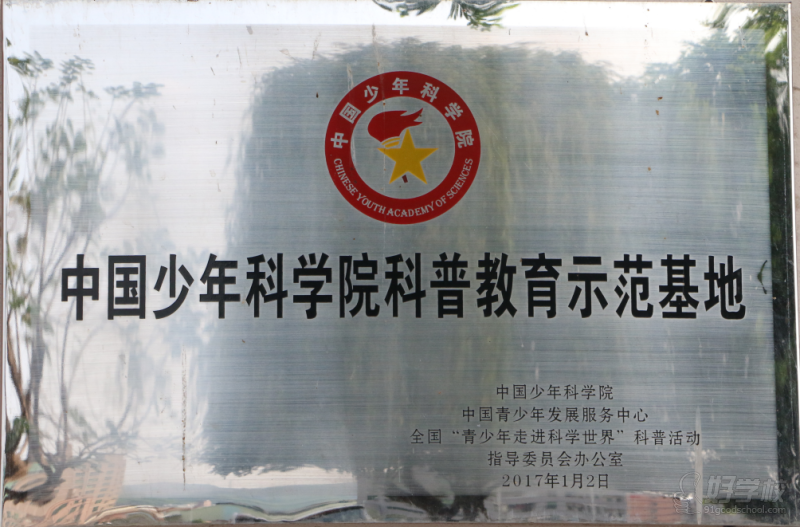 中国少年科学院
CHINESE YOUTH ACADEMY OF SCIENCES
中国少年科学院科普教育示范基地
中国少年科学院
中国青少年发展服务中心
全国“青少年走进科学世界”科普活动
指导委员会办公室
2017年1月2日
好学校
91goodschool.com